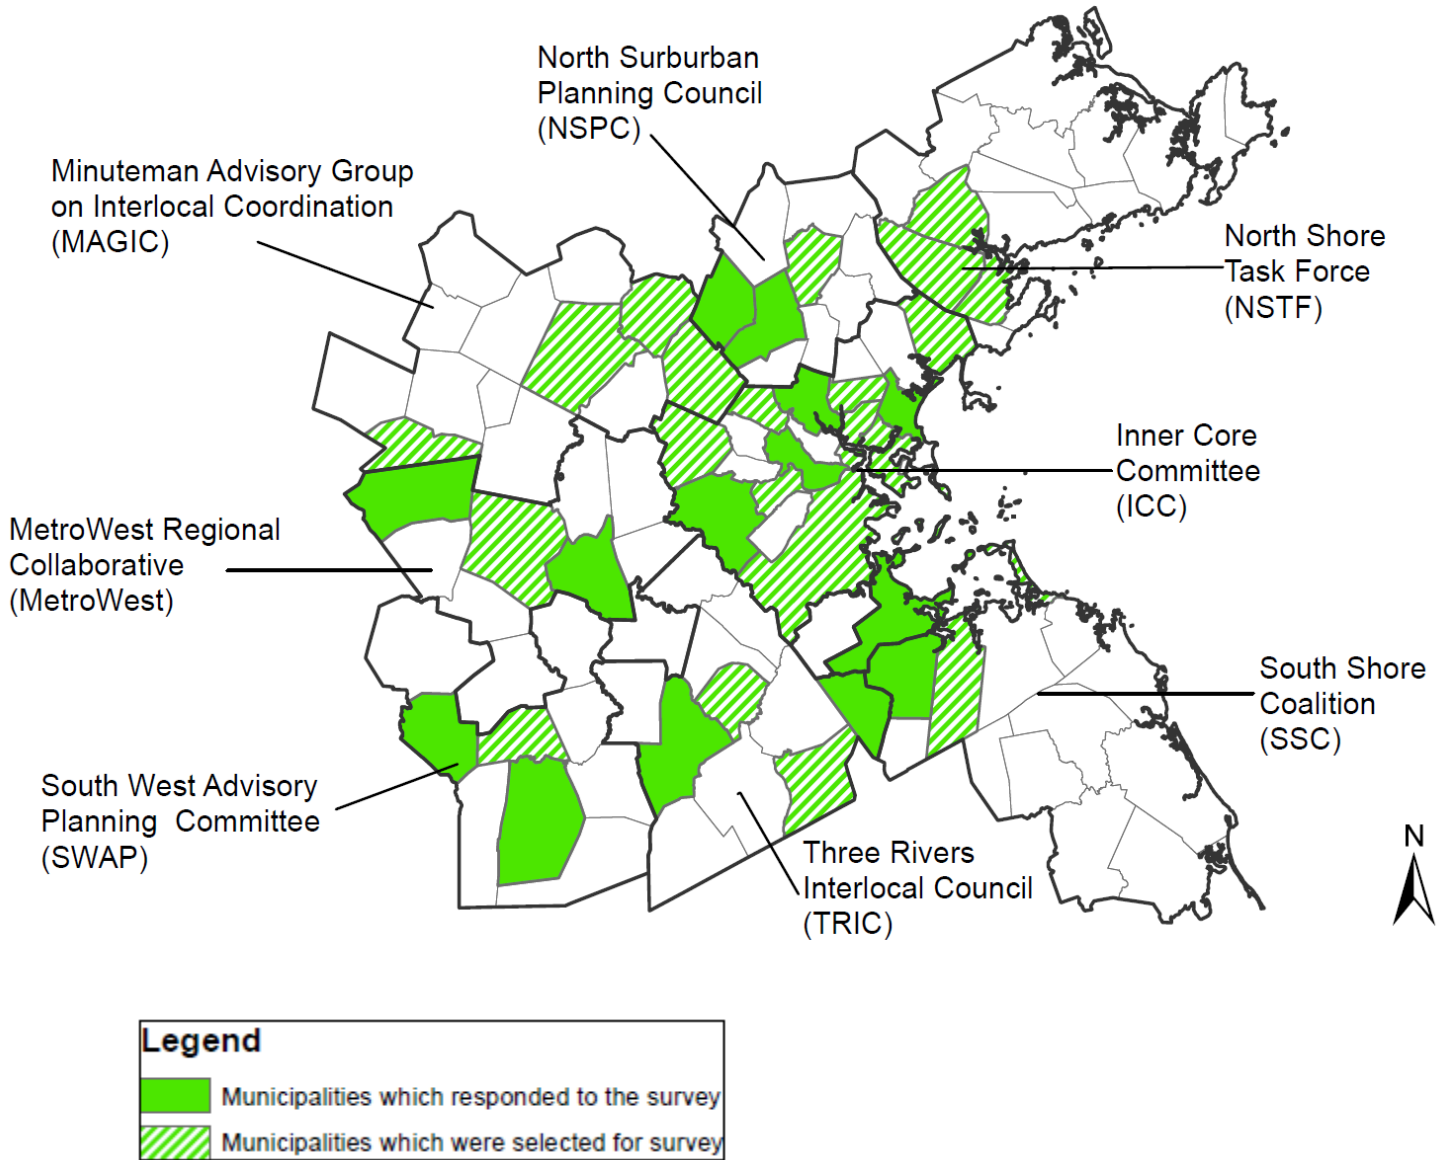 North Surburban
Planning Council
(NSPC)
Minuteman Advisory Group
on Interlocal Coordination
(MAGIC)
North Shore
Task Force
(NSTF)
Inner Core
Committee
(ICC)
MetroWest Regional
Collaborative
(MetroWest)
South Shore
Coalition
(SSC)
South West Advisory
Planning Committee
(SWAP)
Three Rivers
Interlocal Council
(TRIC)
N
Legend
Municipalities which responded to the survey
Municipalities which were selected for survey